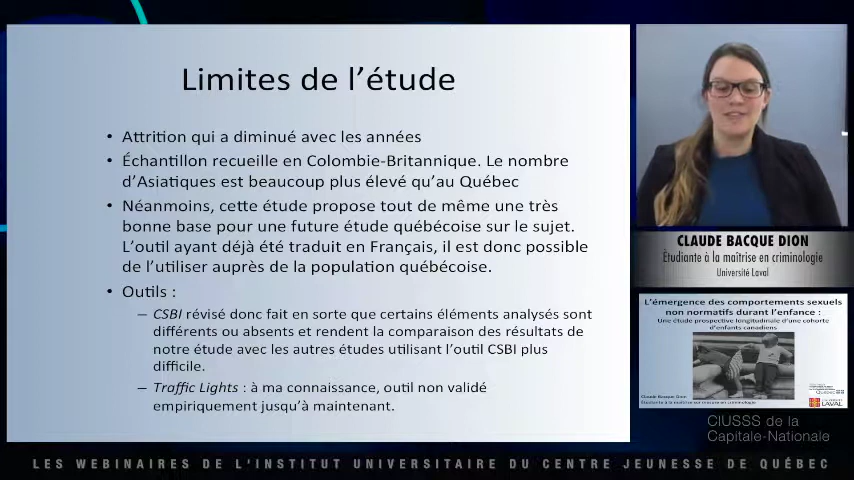 Limites de l'étude
• Attrition qui a diminué avec les années
• Échantillon recueille en Colombie-Britannique. Le nombre
d'Asiatiques est beaucoup plus élevé qu'au Québec
• Néanmoins, cette étude propose tout de même une très
bonne base pour une future étude québécoise sur le sujet.
L'outil ayant déjà été traduit en Français, il est donc possible
de l'utiliser auprès de la population québécoise.
• Outils :
– CSBI révisé donc fait en sorte que certains éléments analysés sont
différents ou absents et rendent la comparaison des résultats de
notre étude avec les autres études utilisant l'outil CSBI plus
difficile.
– Traffic Lights : à ma connaissance, outil non validé
empiriquement jusqu'à maintenant.
CLAUDE BACQUE DION
Étudiante à la maîtrise en criminologie
Université Laval
L'émergence des comportements sexuels
non normatifs durant l'enfance :
Une étude prospective longitudinale d'une cohorte
d'enfants canadiens
Claude Bacque Dion
UNIVERSITÉ
LAVAL
CIUSSS de la
Capitale-Nationale
LES WEBINAIRES DE L'INSTITUT UNIVERSITAIRE DU CENTRE JEUNESSE DE QUÉBEC